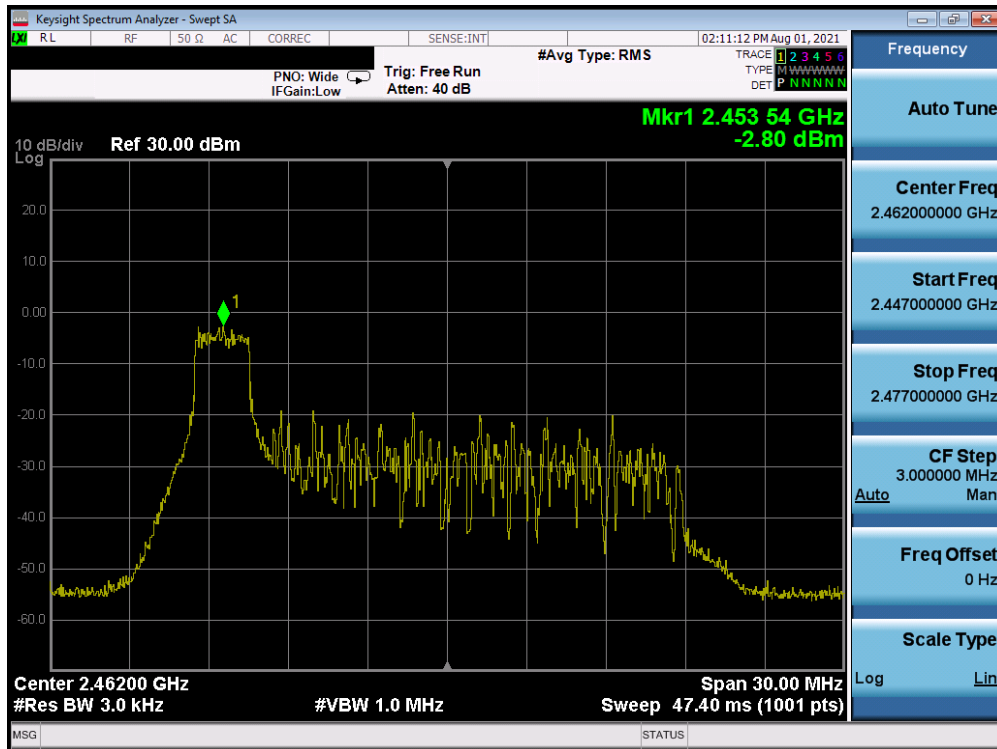 Keysight Spectrum Analyzer - Swept SA
LXI RL RF 50 Ω AC CORREC SENSE:INT 02:11:12 PM Aug 01, 2021
#Avg Type: RMS TRACE 1 2 3 4 5 6
PNO: Wide Trig: Free Run TYPE M W W W W W
IFGain:Low Atten: 40 dB DET P N N N N N
Mkr1 2.453 54 GHz
-2.80 dBm
10 dB/div Ref 30.00 dBm
Log
20.0
10.0
1
0.00
-10.0
-20.0
-30.0
-40.0
-50.0
-60.0
Center 2.46200 GHz Span 30.00 MHz
#Res BW 3.0 kHz #VBW 1.0 MHz Sweep 47.40 ms (1001 pts)
MSG STATUS
Frequency
Auto Tune
Center Freq
2.462000000 GHz
Start Freq
2.447000000 GHz
Stop Freq
2.477000000 GHz
CF Step
3.000000 MHz
Auto Man
Freq Offset
0 Hz
Scale Type
Log Lin